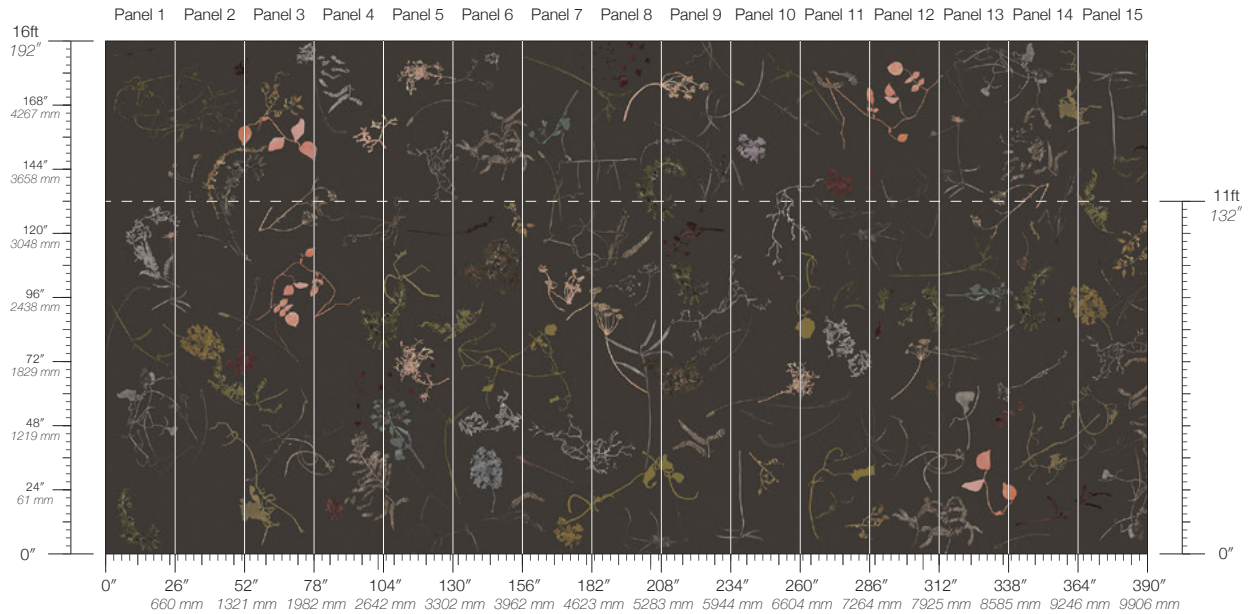 Panel 1 Panel 2 Panel 3 Panel 4 Panel 5 Panel 6 Panel 7 Panel 8 Panel 9 Panel 10 Panel 11 Panel 12 Panel 13 Panel 14 Panel 15
16ft
192"
168"
4267 mm
144"
3658 mm
11ft
132"
120"
3048 mm
96"
2438 mm
72"
1829 mm
48"
1219 mm
24"
61 mm
0" 0"
0" 26" 52" 78" 104" 130" 156" 182" 208" 234" 260" 286" 312" 338" 364" 390"
660 mm 1321 mm 1982 mm 2642 mm 3302 mm 3962 mm 4623 mm 5283 mm 5944 mm 6604 mm 7264 mm 7925 mm 8585 mm 9246 mm 9906 mm